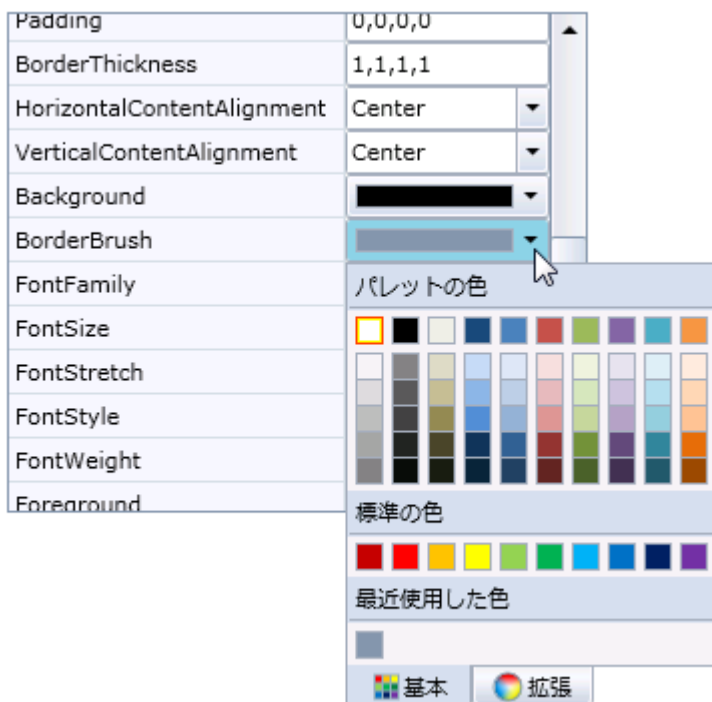 Padding 0,0,0,0
BorderThickness 1,1,1,1
HorizontalContentAlignment Center
VerticalContentAlignment Center
Background
BorderBrush
FontFamily
FontSize
FontStretch
FontStyle
FontWeight
Foreground
パレットの色
標準の色
最近使用した色
基本 拡張